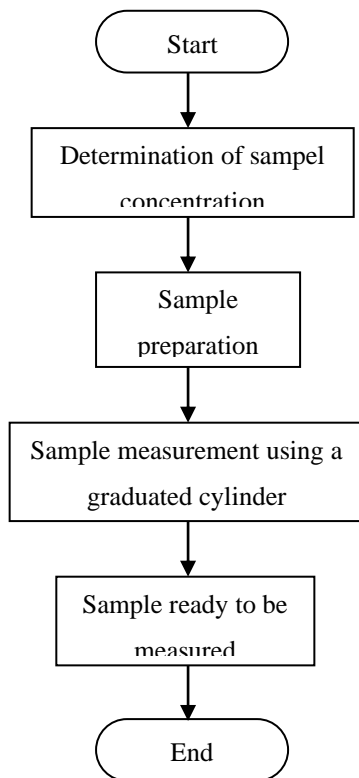 Start
Determination of sampel
concentration
Sample
preparation
Sample measurement using a
graduated cylinder
Sample ready to be
measured
End